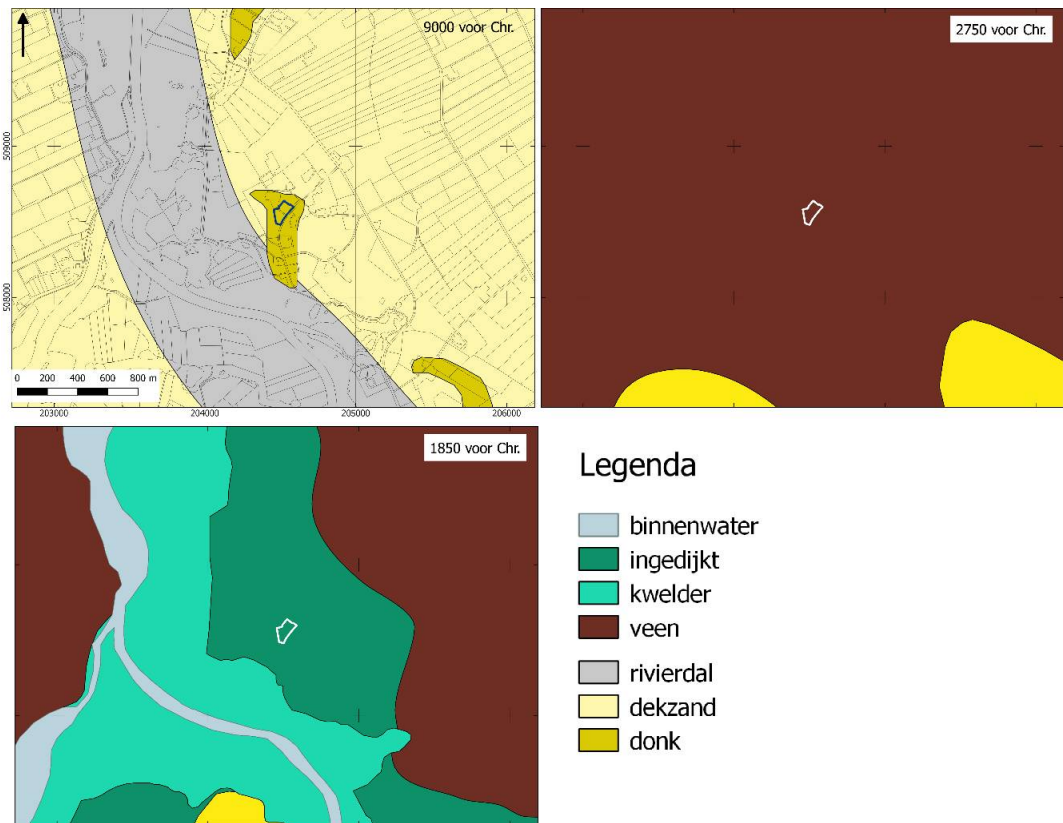 9000 voor Chr.
2750 voor Chr.
509000
508000
0 200 400 600 800 m
203000 204000 205000 206000
1850 voor Chr.
Legenda
binnenwater
ingedijkt
kwelder
veen
rivierdal
dekzand
donk